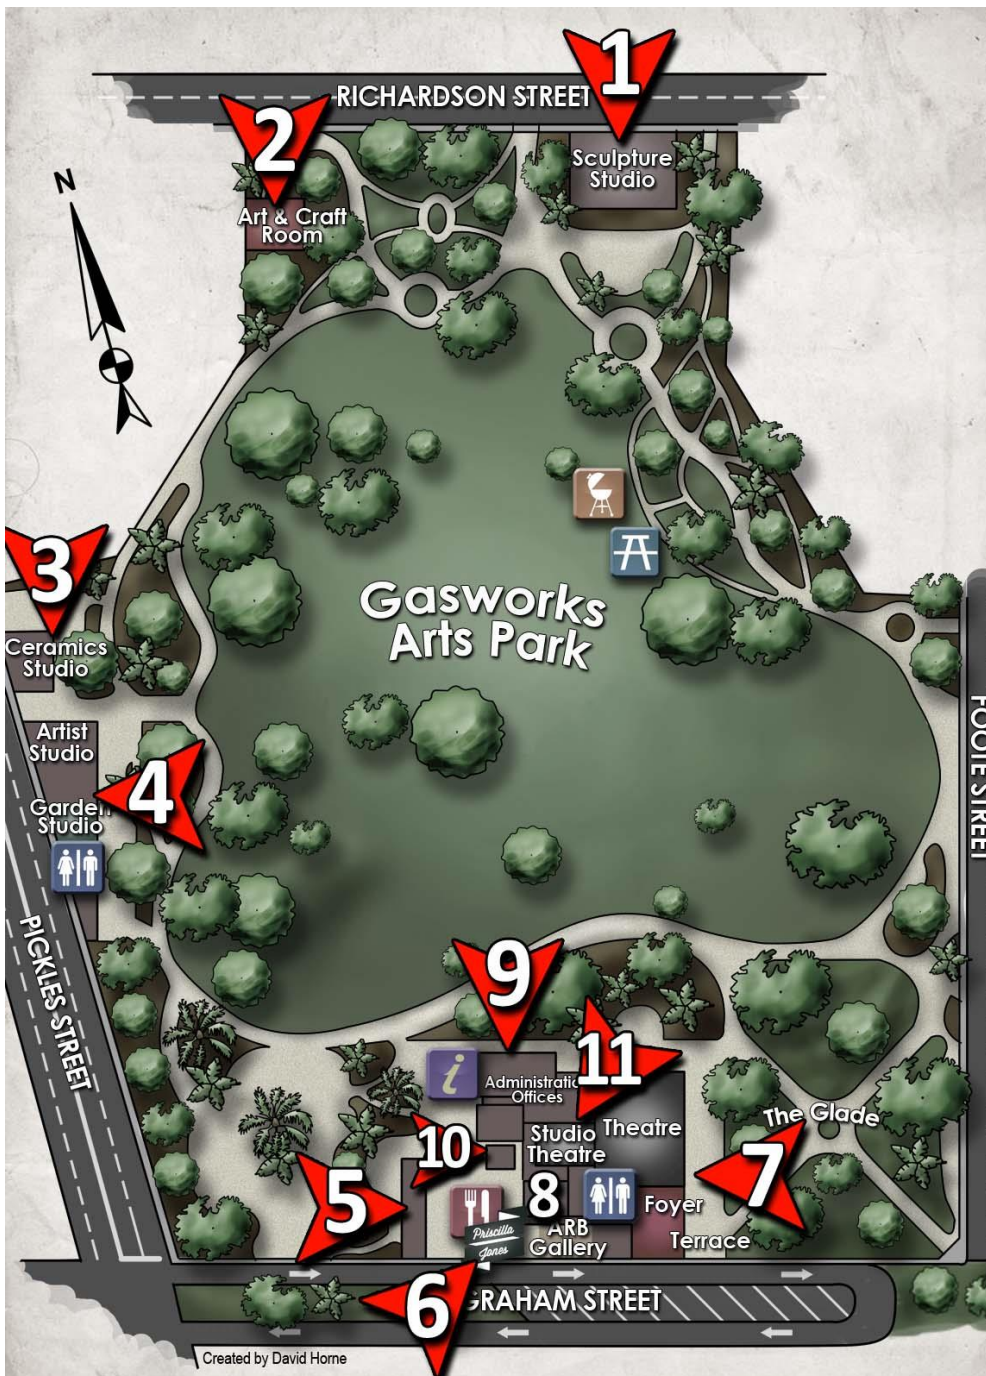 1
RICHARDSON STREET
2
Sculpture
Studio
N
Art & Craft
Room
3
Gasworks
Arts Park
Ceramics
Studio
FOOTE STREET
Artist
Studio
4
Garden
Studio
PICKLES STREET
9
11
i
Administration
Offices
The Glade
10
Studio
Theatre
Theatre
5
7
8
Foyer
Priscilla
Jones
ARB
Gallery
Terrace
6
GRAHAM STREET
Created by David Horne